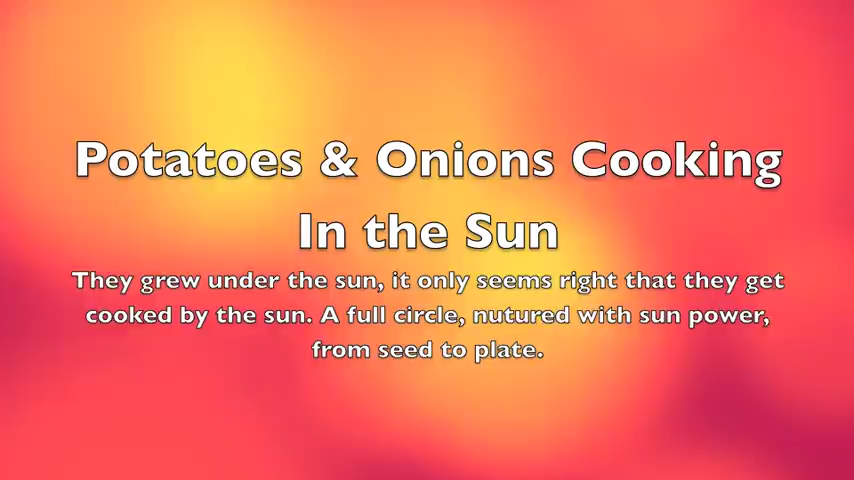 Potatoes & Onions Cooking
In the Sun
They grew under the sun, it only seems right that they get
cooked by the sun. A full circle, nutured with sun power,
from seed to plate.